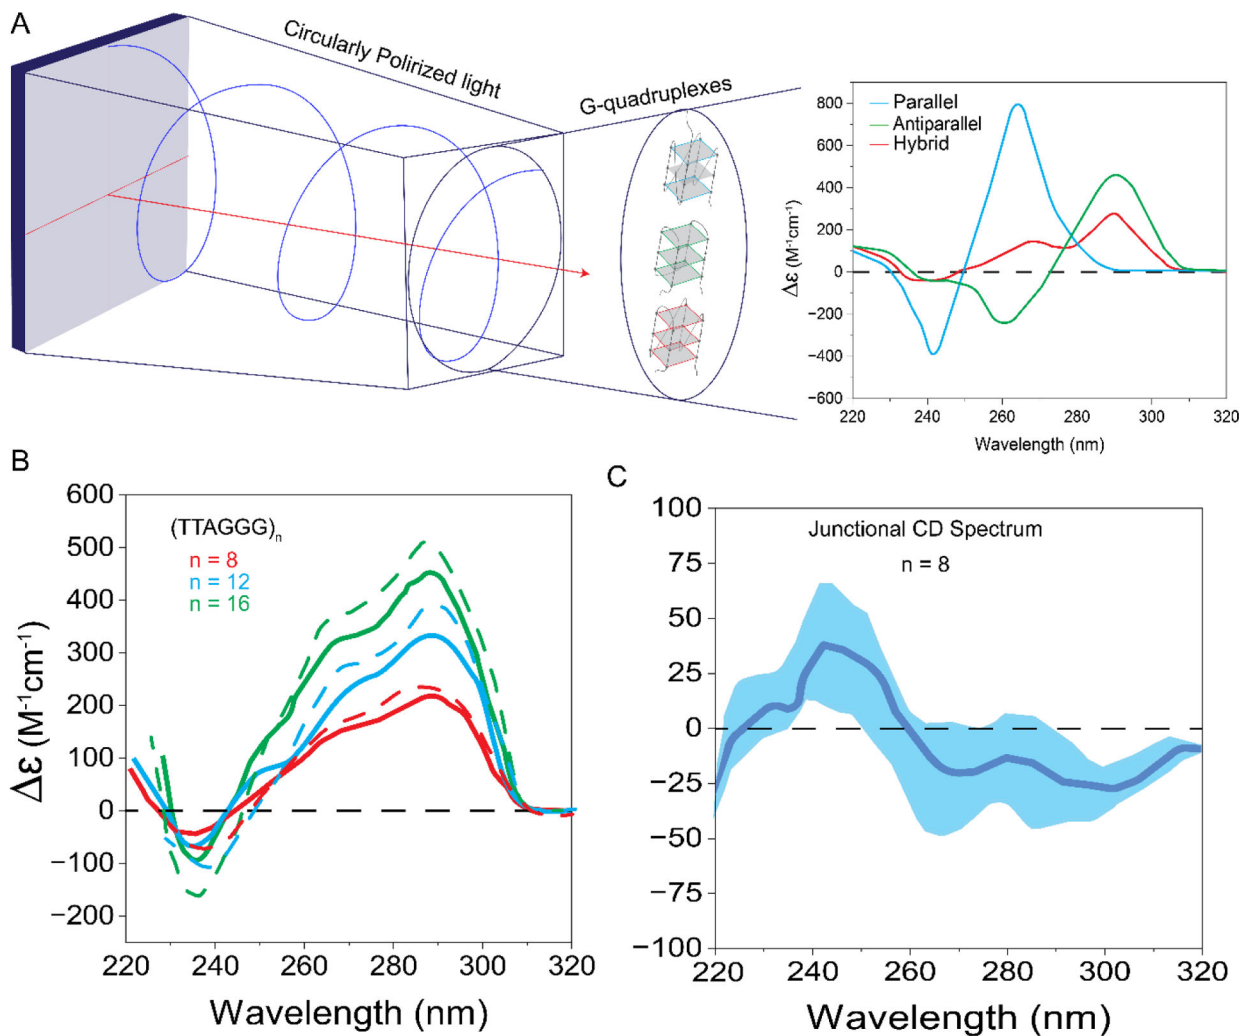 A
Circularly Polirized light
G-quadruplexes
Parallel
Antiparallel
Hybrid
800
600
400
200
0
−200
−400
−600
Δε (M⁻¹cm⁻¹)
220 240 260 280 300 320
Wavelength (nm)
B
(TTAGGG)ₙ
n = 8
n = 12
n = 16
600
500
400
300
200
100
0
−100
−200
Δε (M⁻¹cm⁻¹)
220 240 260 280 300 320
Wavelength (nm)
C
Junctional CD Spectrum
n = 8
100
75
50
25
0
−25
−50
−75
−100
220 240 260 280 300 320
Wavelength (nm)